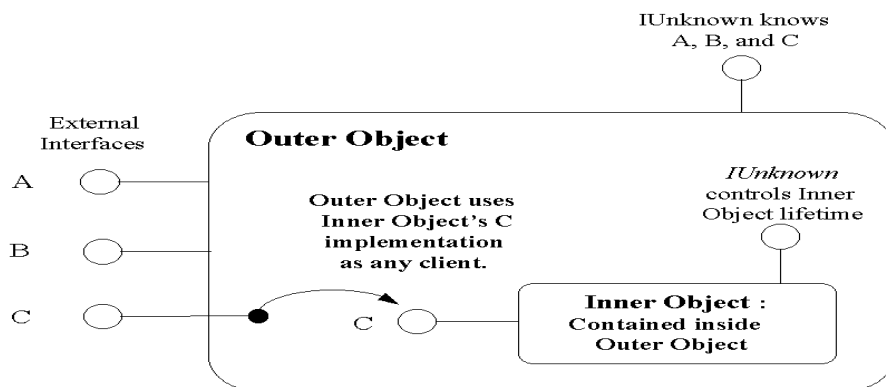 IUnknown knows
A, B, and C
External
Interfaces
Outer Object
A
IUnknown
controls Inner
Object lifetime
Outer Object uses
Inner Object's C
implementation
as any client.
B
C
C
Inner Object :
Contained inside
Outer Object